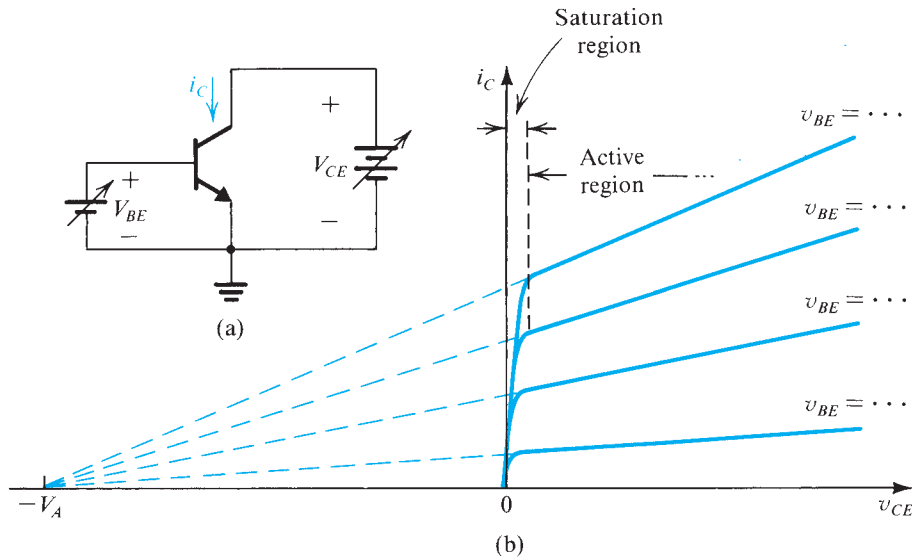 Saturation
region
i_C
i_C
+
V_CE
−
+
V_BE
−
(a)
v_BE = · · ·
Active
region
· · ·
v_BE = · · ·
v_BE = · · ·
v_BE = · · ·
−V_A
0
v_CE
(b)